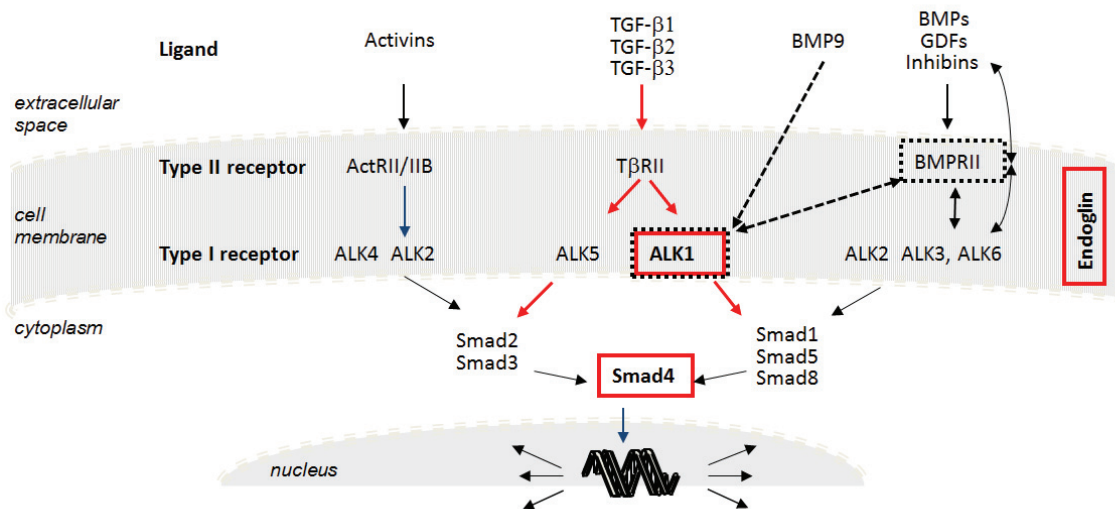 Ligand
Activins
TGF-β1
TGF-β2
TGF-β3
BMP9
BMPs
GDFs
Inhibins
extracellular
space
Type II receptor
ActRII/IIB
TβRII
BMPRII
cell
membrane
Type I receptor
ALK4 ALK2
ALK5
ALK1
ALK2 ALK3, ALK6
Endoglin
cytoplasm
Smad2
Smad3
Smad4
Smad1
Smad5
Smad8
nucleus